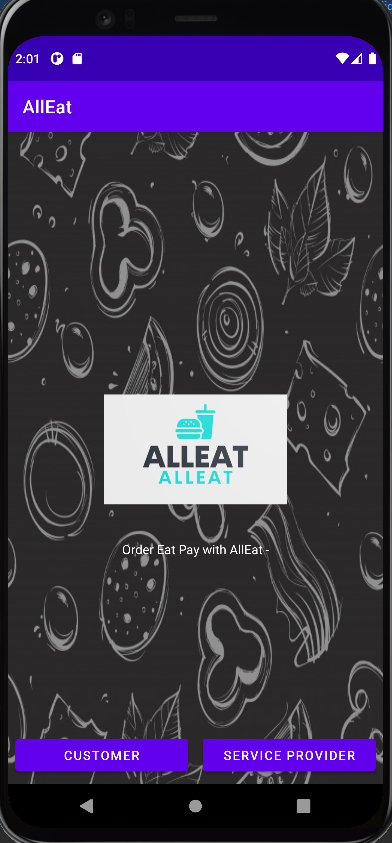 2:01
AllEat
ALLEAT
ALLEAT
Order Eat Pay with AllEat -
CUSTOMER
SERVICE PROVIDER